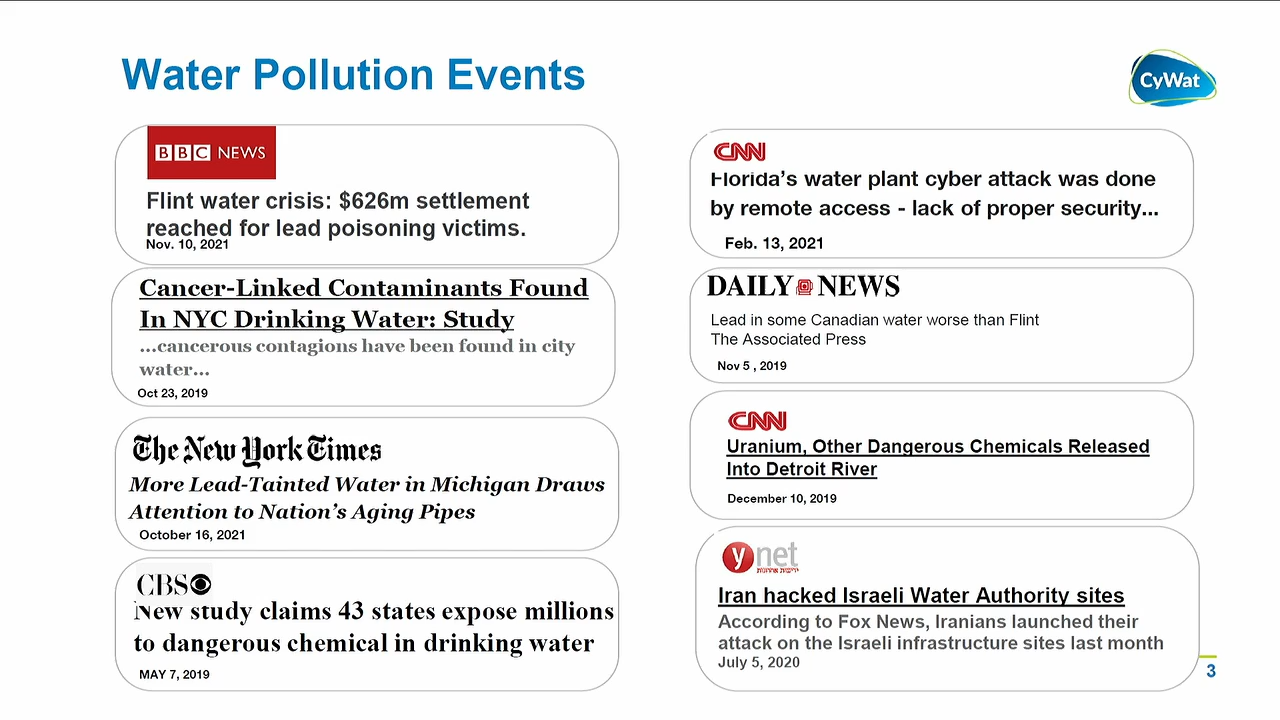 Water Pollution Events
CyWat
BBC NEWS
Flint water crisis: $626m settlement
reached for lead poisoning victims.
Nov. 10, 2021
Cancer-Linked Contaminants Found
In NYC Drinking Water: Study
...cancerous contagions have been found in city
water...
Oct 23, 2019
The New York Times
More Lead-Tainted Water in Michigan Draws
Attention to Nation's Aging Pipes
October 16, 2021
CBS
New study claims 43 states expose millions
to dangerous chemical in drinking water
MAY 7, 2019
CNN
Florida's water plant cyber attack was done
by remote access - lack of proper security...
Feb. 13, 2021
DAILY NEWS
Lead in some Canadian water worse than Flint
The Associated Press
Nov 5 , 2019
CNN
Uranium, Other Dangerous Chemicals Released
Into Detroit River
December 10, 2019
ynet
ידיעות אחרונות
Iran hacked Israeli Water Authority sites
According to Fox News, Iranians launched their
attack on the Israeli infrastructure sites last month
July 5, 2020
3